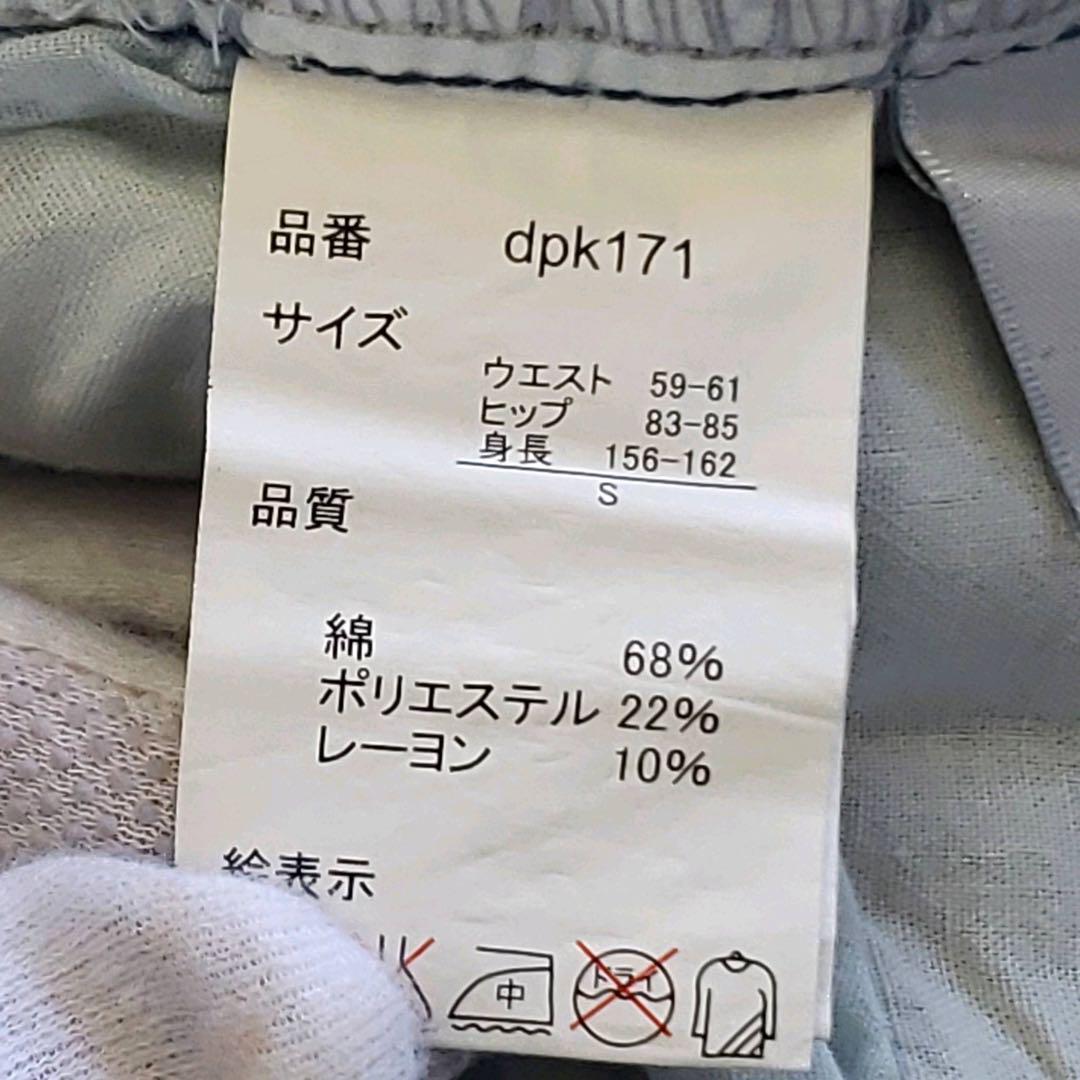 品番 dpk171
サイズ
ウエスト 59-61
ヒップ 83-85
身長 156-162
S
品質
綿 68%
ポリエステル 22%
レーヨン 10%
絵表示
中 ドライ